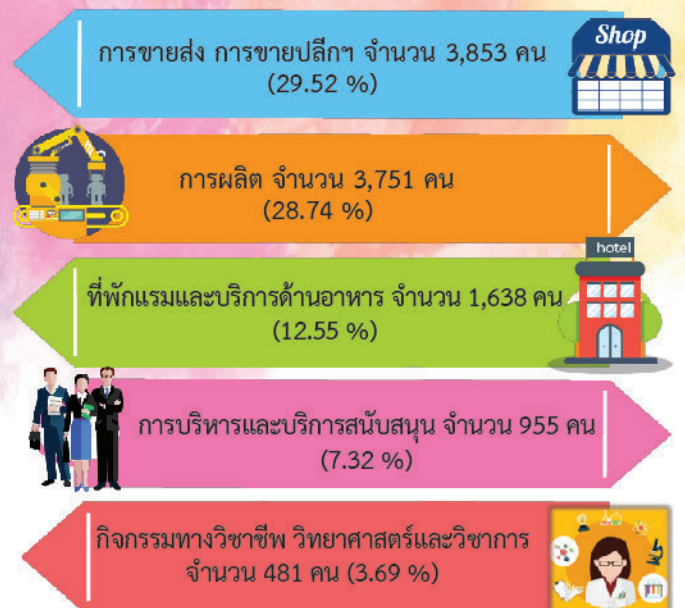 การขายส่ง การขายปลีกฯ จำนวน 3,853 คน
(29.52 %)
Shop
การผลิต จำนวน 3,751 คน
(28.74 %)
hotel
ที่พักแรมและบริการด้านอาหาร จำนวน 1,638 คน
(12.55 %)
การบริหารและบริการสนับสนุน จำนวน 955 คน
(7.32 %)
กิจกรรมทางวิชาชีพ วิทยาศาสตร์และวิชาการ
จำนวน 481 คน (3.69 %)